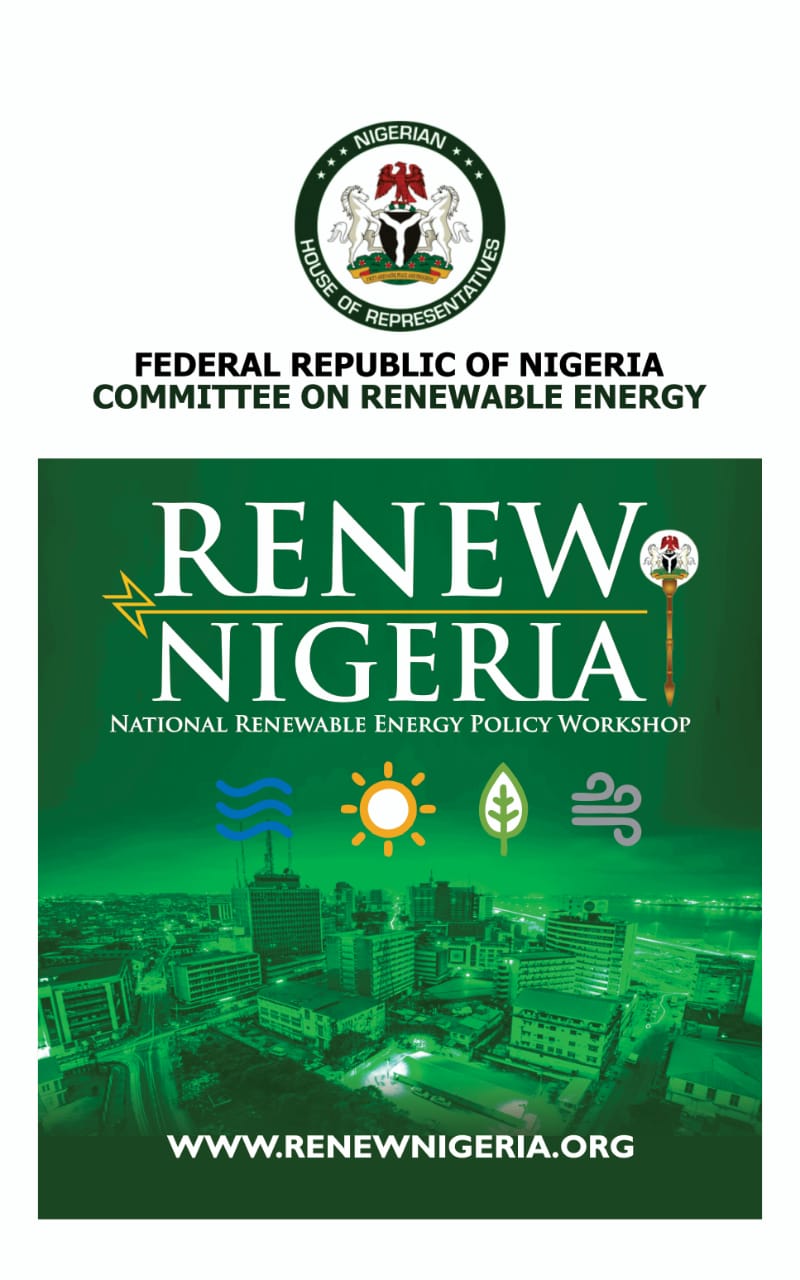 NIGERIAN
HOUSE OF REPRESENTATIVES
FEDERAL REPUBLIC OF NIGERIA
COMMITTEE ON RENEWABLE ENERGY
RENEW
NIGERIA
NATIONAL RENEWABLE ENERGY POLICY WORKSHOP
WWW.RENEWNIGERIA.ORG